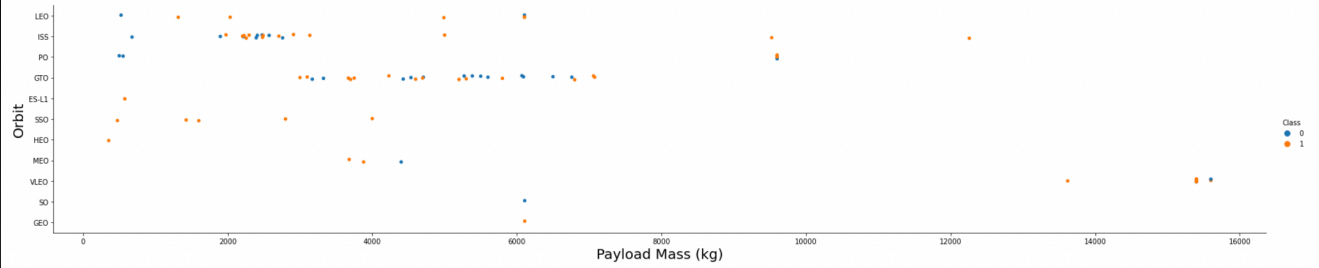 Orbit
LEO
ISS
PO
GTO
ES-L1
SSO
HEO
MEO
VLEO
SO
GEO
0 2000 4000 6000 8000 10000 12000 14000 16000
Payload Mass (kg)
Class
0
1